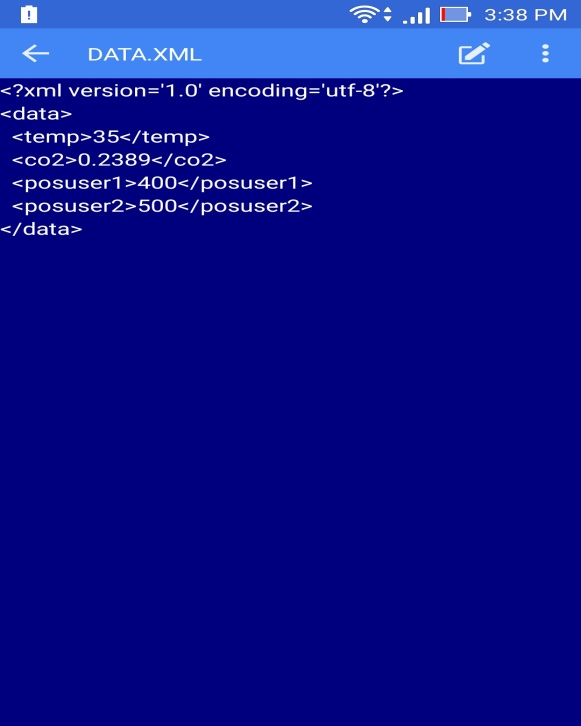 3:38 PM
DATA.XML
<?xml version='1.0' encoding='utf-8'?>
<data>
  <temp>35</temp>
  <co2>0.2389</co2>
  <posuser1>400</posuser1>
  <posuser2>500</posuser2>
</data>